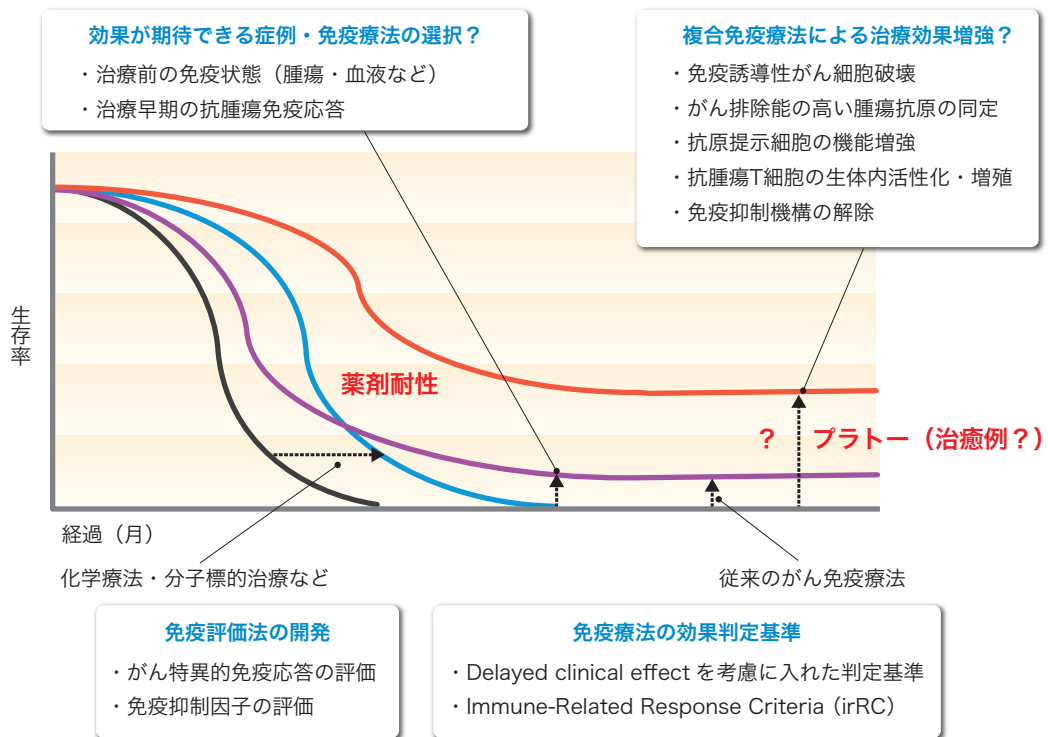 効果が期待できる症例・免疫療法の選択？
・治療前の免疫状態（腫瘍・血液など）
・治療早期の抗腫瘍免疫応答
複合免疫療法による治療効果増強？
・免疫誘導性がん細胞破壊
・がん排除能の高い腫瘍抗原の同定
・抗原提示細胞の機能増強
・抗腫瘍T細胞の生体内活性化・増殖
・免疫抑制機構の解除
生存率
薬剤耐性
？ プラトー（治癒例？）
経過（月）
化学療法・分子標的治療など
従来のがん免疫療法
免疫評価法の開発
・がん特異的免疫応答の評価
・免疫抑制因子の評価
免疫療法の効果判定基準
・Delayed clinical effect を考慮に入れた判定基準
・Immune-Related Response Criteria（irRC）